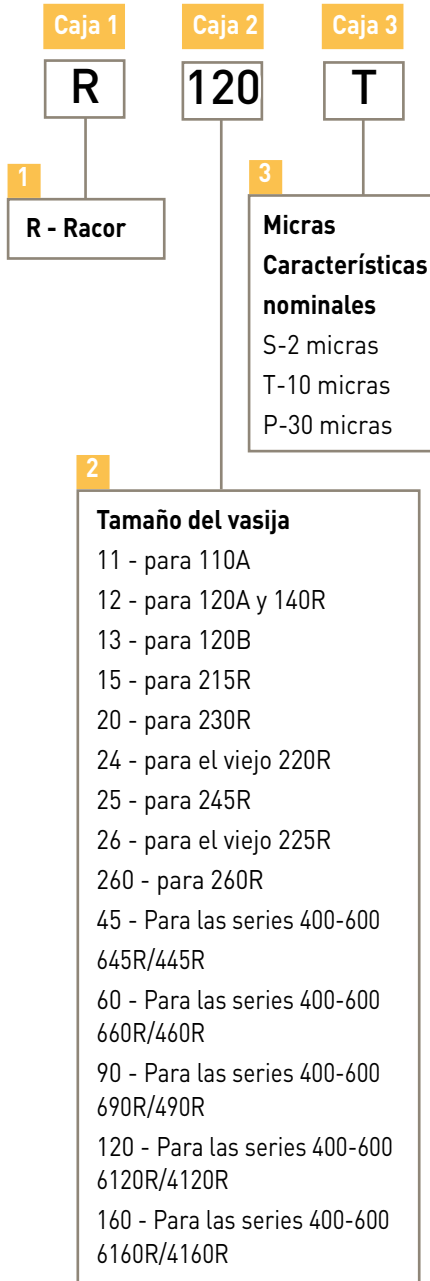 Caja 1
Caja 2
Caja 3
R
120
T
1
R - Racor
3
Micras
Características
nominales
S-2 micras
T-10 micras
P-30 micras
2
Tamaño del vasija
11 - para 110A
12 - para 120A y 140R
13 - para 120B
15 - para 215R
20 - para 230R
24 - para el viejo 220R
25 - para 245R
26 - para el viejo 225R
260 - para 260R
45 - Para las series 400-600
645R/445R
60 - Para las series 400-600
660R/460R
90 - Para las series 400-600
690R/490R
120 - Para las series 400-600
6120R/4120R
160 - Para las series 400-600
6160R/4160R